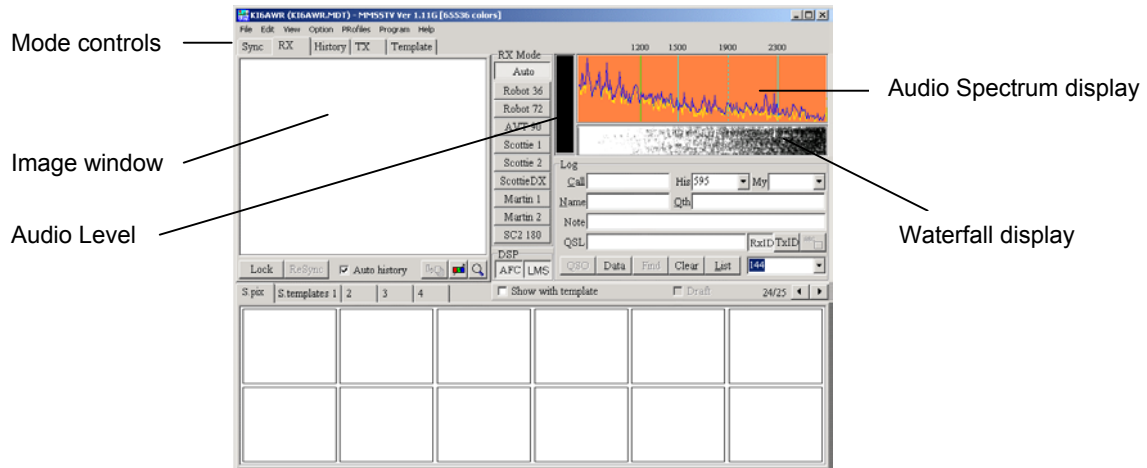 KI6AWR (KI6AWR.MDT) - MMSSTV Ver 1.11G [65536 colors]
File Edit View Option PRofiles Program Help
Mode controls
Sync RX History TX Template
RX Mode
1200 1500 1900 2300
Auto
Robot 36
Robot 72
AVT 90
Scottie 1
Scottie 2
ScottieDX
Martin 1
Martin 2
SC2 180
Audio Spectrum display
Image window
Log
Call His 595 My
Name Qth
Note
QSL RxID TxID
Audio Level
Waterfall display
DSP
AFC LMS
QSO Data Find Clear List 144
Lock ReSync Auto history
S.pix S.templates 1 2 3 4
Show with template Draft 24/25